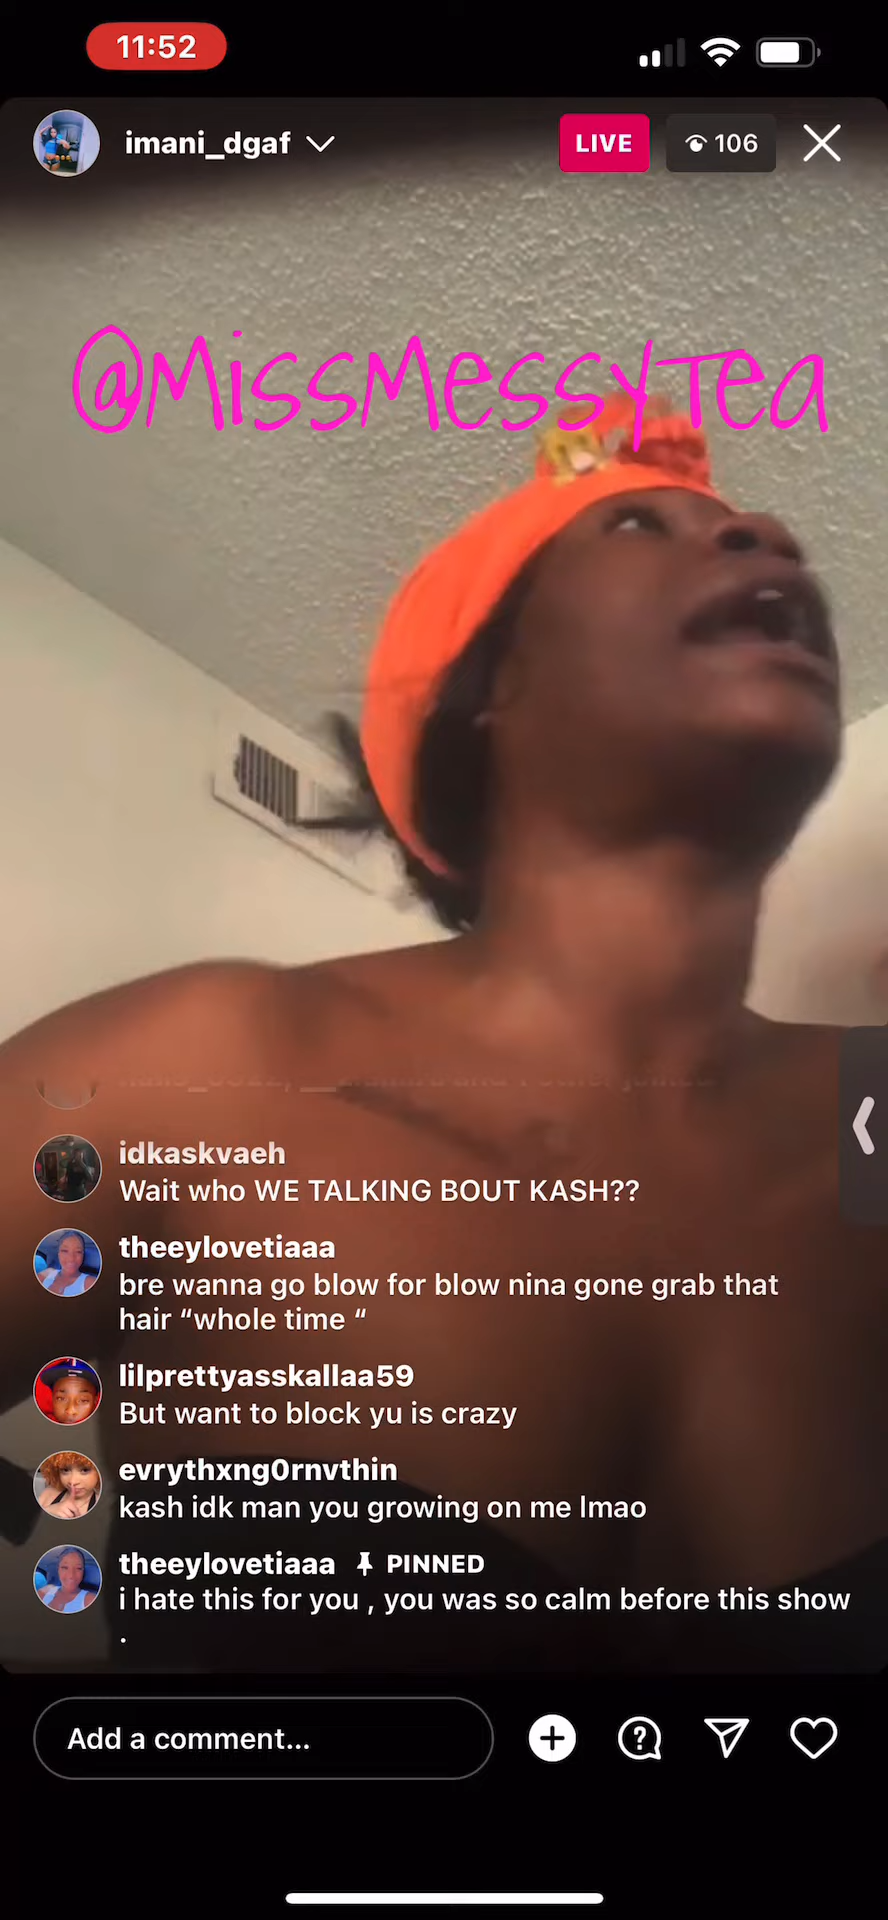 11:52
imani_dgaf
LIVE
106
@MissMessyTea
idkaskvaeh
Wait who WE TALKING BOUT KASH??
theeylovetiaaa
bre wanna go blow for blow nina gone grab that
hair “whole time “
lilprettyasskallaa59
But want to block yu is crazy
evrythxng0rnvthin
kash idk man you growing on me lmao
theeylovetiaaa PINNED
i hate this for you , you was so calm before this show
.
Add a comment...